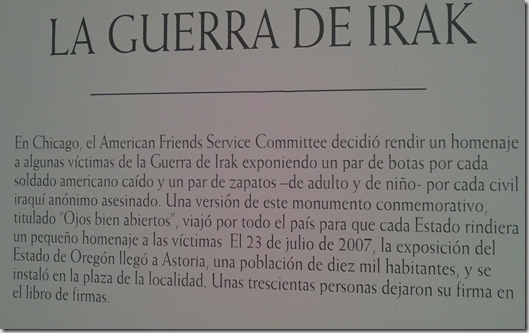 LA GUERRA DE IRAK
En Chicago, el American Friends Service Committee decidió rendir un homenaje
a algunas víctimas de la Guerra de Irak exponiendo un par de botas por cada
soldado americano caído y un par de zapatos –de adulto y de niño- por cada civil
iraquí anónimo asesinado. Una versión de este monumento conmemorativo,
titulado “Ojos bien abiertos”, viajó por todo el país para que cada Estado rindiera
un pequeño homenaje a las víctimas El 23 de julio de 2007, la exposición del
Estado de Oregón llegó a Astoria, una población de diez mil habitantes, y se
instaló en la plaza de la localidad. Unas trescientas personas dejaron su firma en
el libro de firmas.